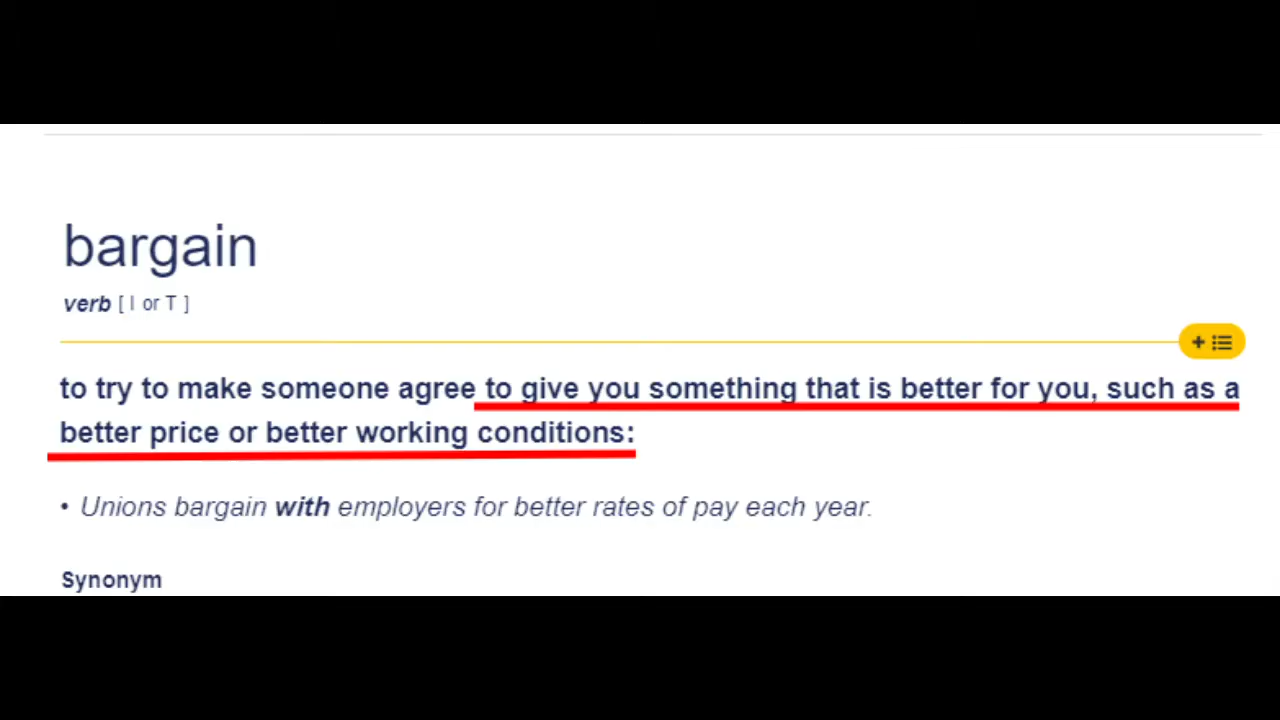 bargain
verb [ I or T ]
to try to make someone agree to give you something that is better for you, such as a
better price or better working conditions:
• Unions bargain with employers for better rates of pay each year.
Synonym